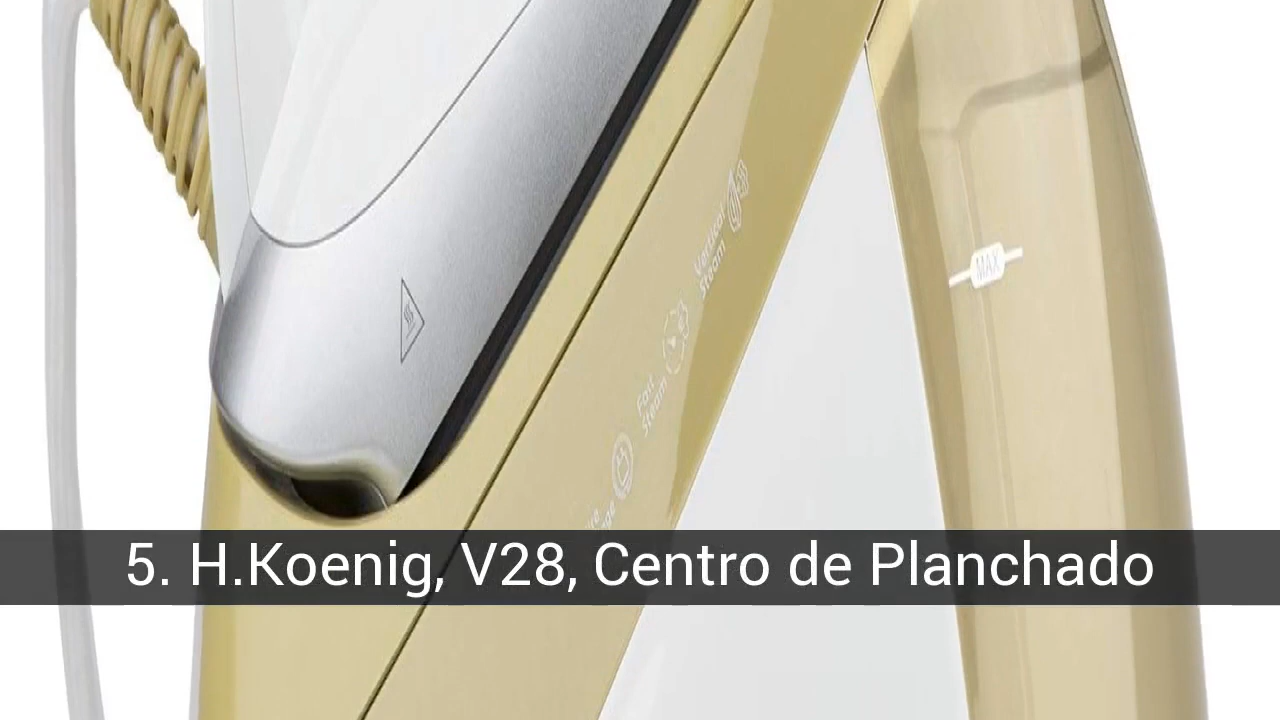 MAX
Vertical
Steam
Fast
Steam
5. H.Koenig, V28, Centro de Planchado